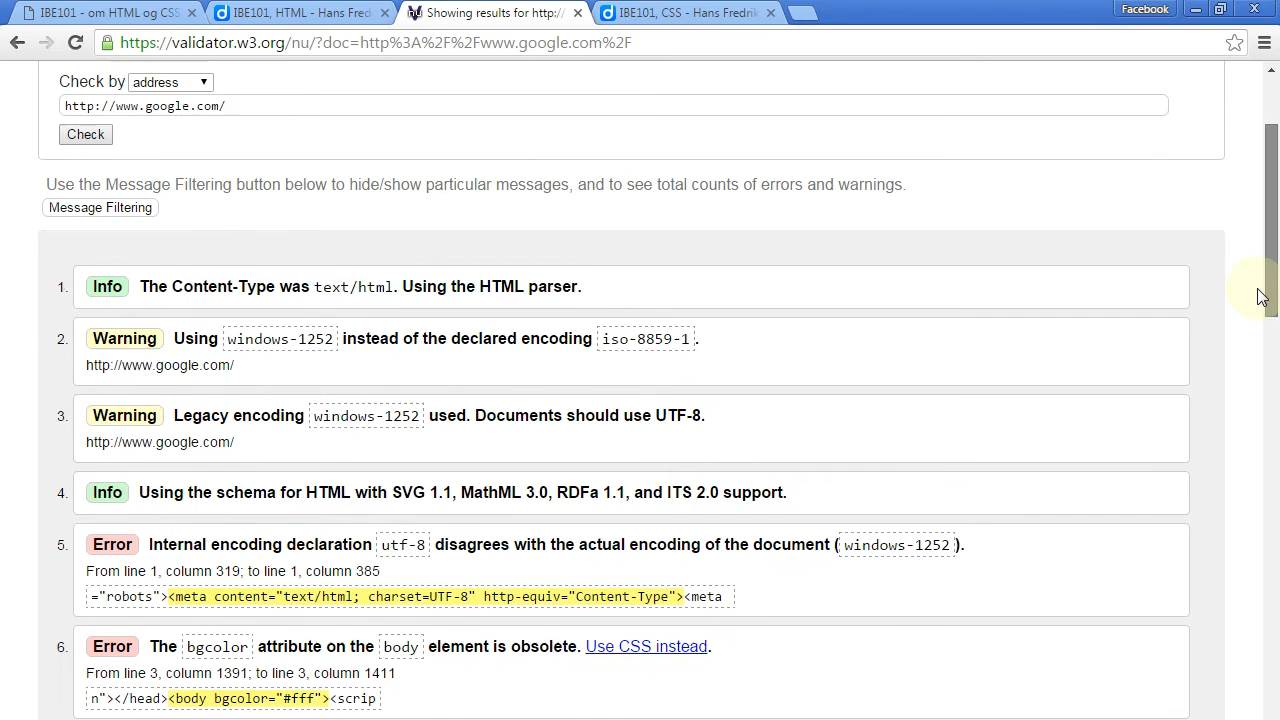 IBE101 - om HTML og CSS
IBE101, HTML - Hans Fredri
Showing results for http:/
IBE101, CSS - Hans Fredrik
Facebook
https://validator.w3.org/nu/?doc=http%3A%2F%2Fwww.google.com%2F
Check by address
http://www.google.com/
Check
Use the Message Filtering button below to hide/show particular messages, and to see total counts of errors and warnings.
Message Filtering
1. Info The Content-Type was text/html. Using the HTML parser.
2. Warning Using windows-1252 instead of the declared encoding iso-8859-1.
http://www.google.com/
3. Warning Legacy encoding windows-1252 used. Documents should use UTF-8.
http://www.google.com/
4. Info Using the schema for HTML with SVG 1.1, MathML 3.0, RDFa 1.1, and ITS 2.0 support.
5. Error Internal encoding declaration utf-8 disagrees with the actual encoding of the document (windows-1252).
From line 1, column 319; to line 1, column 385
="robots"><meta content="text/html; charset=UTF-8" http-equiv="Content-Type"><meta
6. Error The bgcolor attribute on the body element is obsolete. Use CSS instead.
From line 3, column 1391; to line 3, column 1411
n"></head><body bgcolor="#fff"><scrip